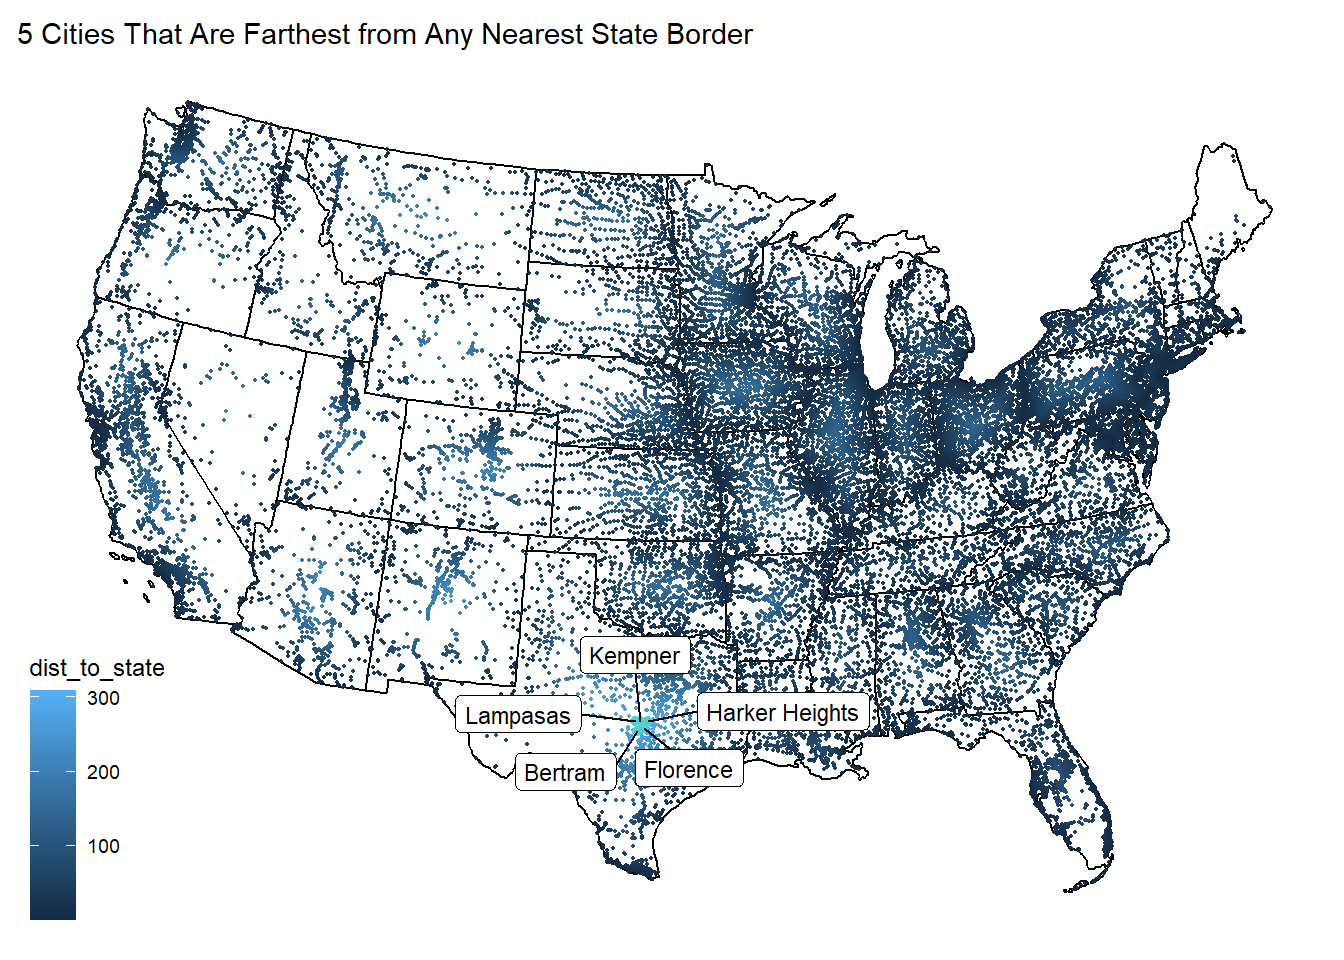 5 Cities That Are Farthest from Any Nearest State Border
Kempner
Lampasas
Harker Heights
Bertram
Florence
dist_to_state
300
200
100